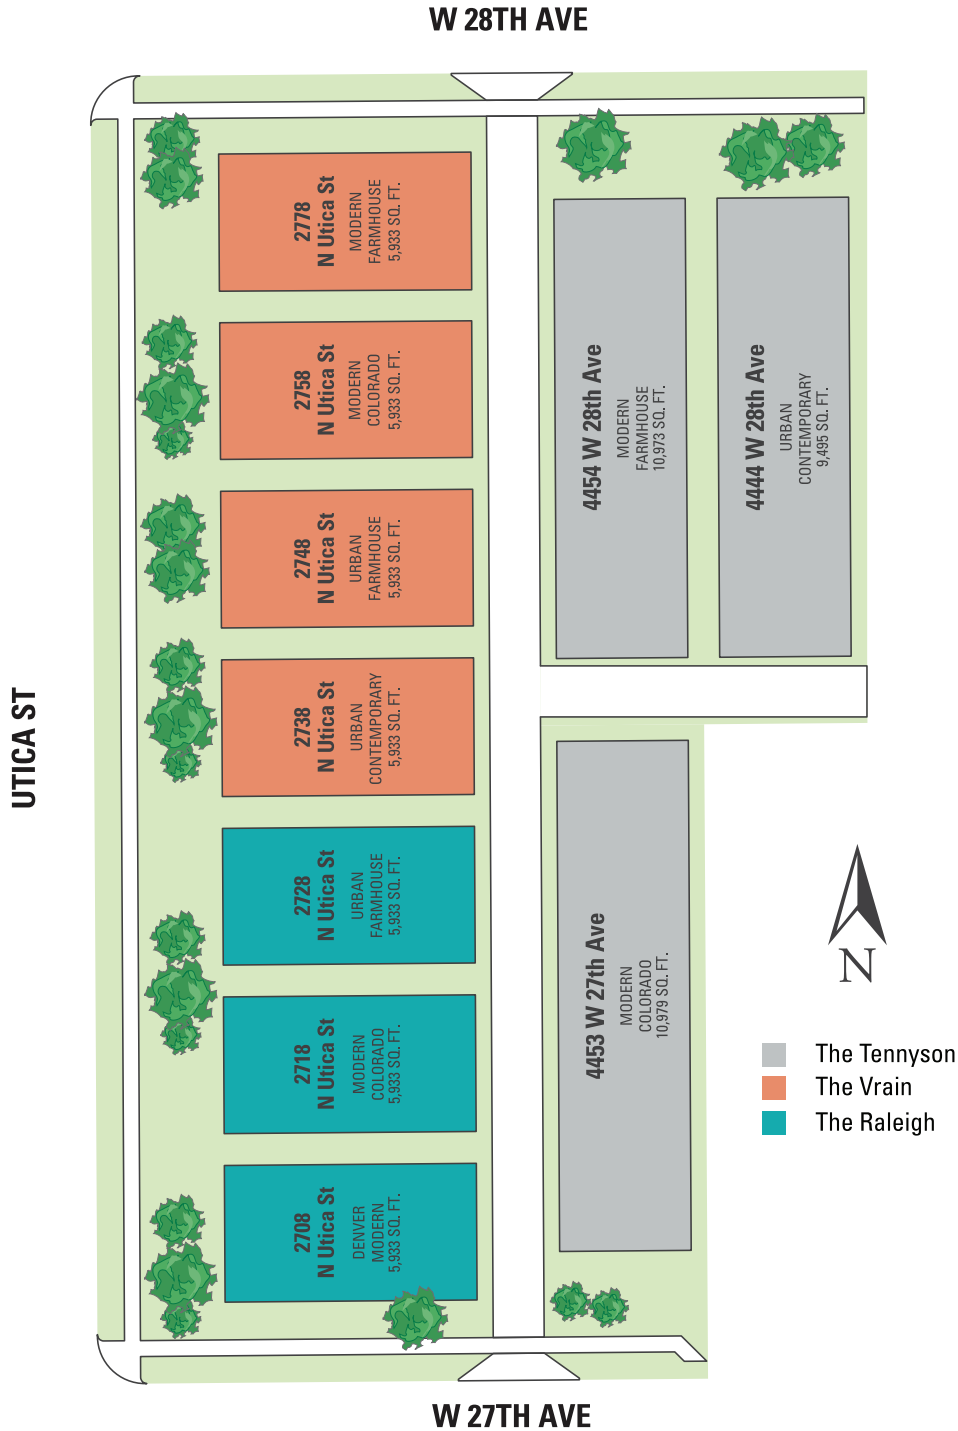 W 28TH AVE
UTICA ST
2778
N Utica St
MODERN
FARMHOUSE
5,933 SQ. FT.
2758
N Utica St
MODERN
COLORADO
5,933 SQ. FT.
2748
N Utica St
URBAN
FARMHOUSE
5,933 SQ. FT.
2738
N Utica St
URBAN
CONTEMPORARY
5,933 SQ. FT.
2728
N Utica St
URBAN
FARMHOUSE
5,933 SQ. FT.
2718
N Utica St
MODERN
COLORADO
5,933 SQ. FT.
2708
N Utica St
DENVER
MODERN
5,933 SQ. FT.
4454 W 28th Ave
MODERN
FARMHOUSE
10,973 SQ. FT.
4444 W 28th Ave
URBAN
CONTEMPORARY
9,495 SQ. FT.
4453 W 27th Ave
MODERN
COLORADO
10,979 SQ. FT.
N
The Tennyson
The Vrain
The Raleigh
W 27TH AVE